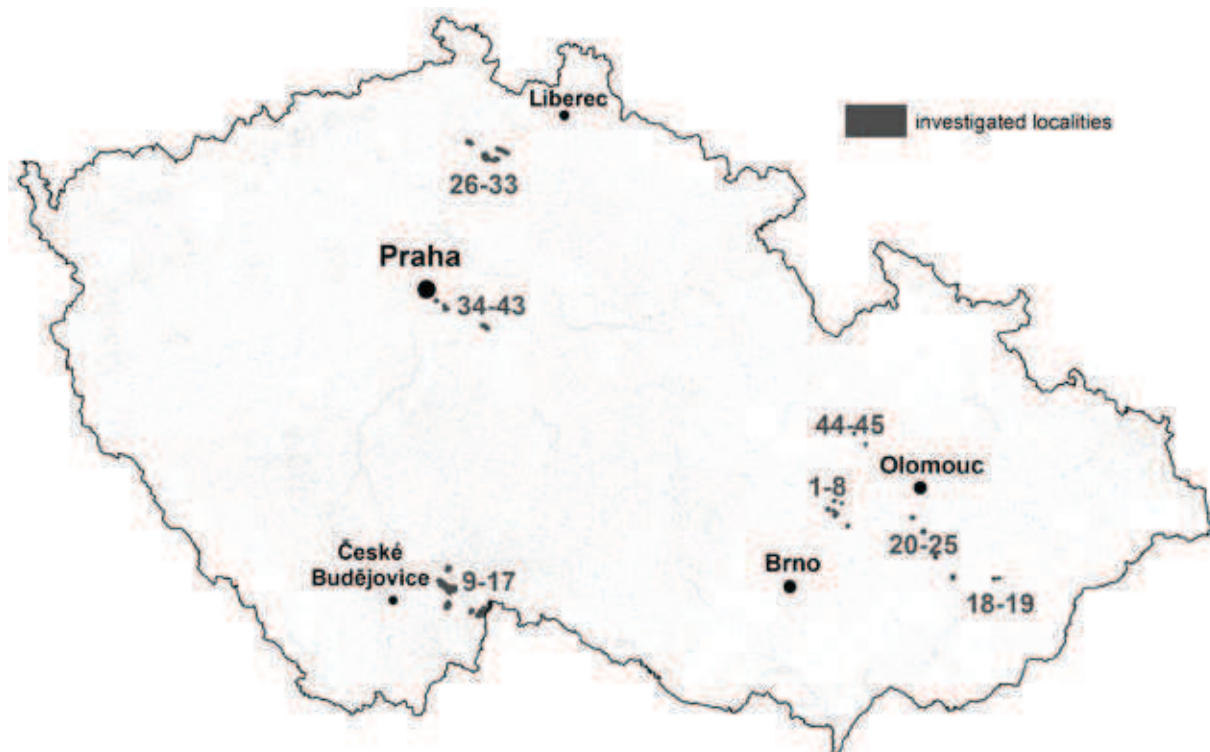 Liberec
investigated localities
26-33
Praha
34-43
44-45
Olomouc
1-8
20-25
České
Budějovice
9-17
Brno
18-19